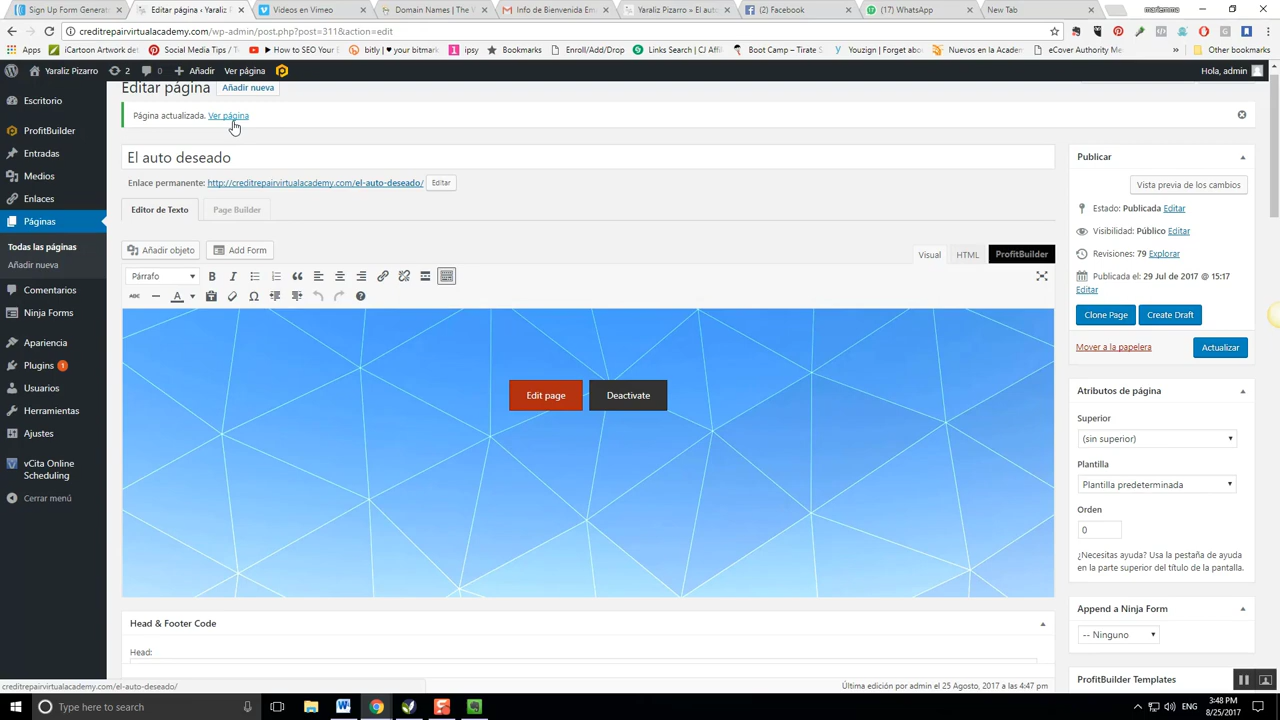 Sign Up Form Generat
Editar página ‹ Yaraliz Pi
Videos en Vimeo
Domain Names | The W
Info de Bienvenida Em
Yaraliz Pizarro » El aut
(2) Facebook
(17) WhatsApp
New Tab
mariemma
creditrepairvirtualacademy.com/wp-admin/post.php?post=311&action=edit
Apps
iCartoon Artwork de
Social Media Tips / T
► How to SEO Your B
bitly | ♥ your bitmark
ipsy
Bookmarks
Enroll/Add/Drop
Links Search | CJ Affil
Boot Camp – Tirate S
Youzign | Forget abo
Nuevos en la Acade
eCover Authority Me
Other bookmarks
Yaraliz Pizarro
2
0
Añadir
Ver página
Hola, admin
Editar página
Añadir nueva
Página actualizada. Ver página
El auto deseado
Enlace permanente: http://creditrepairvirtualacademy.com/el-auto-deseado/
Editar
Editor de Texto
Page Builder
Añadir objeto
Add Form
Visual
HTML
ProfitBuilder
Párrafo
B
I
ABC
A
Edit page
Deactivate
Head & Footer Code
Head:
Escritorio
ProfitBuilder
Entradas
Medios
Enlaces
Páginas
Todas las páginas
Añadir nueva
Comentarios
Ninja Forms
Apariencia
Plugins 1
Usuarios
Herramientas
Ajustes
vCita Online
Scheduling
Cerrar menú
Publicar
Vista previa de los cambios
Estado: Publicada Editar
Visibilidad: Público Editar
Revisiones: 79 Explorar
Publicada el: 29 Jul de 2017 @ 15:17
Editar
Clone Page
Create Draft
Mover a la papelera
Actualizar
Atributos de página
Superior
(sin superior)
Plantilla
Plantilla predeterminada
Orden
0
¿Necesitas ayuda? Usa la pestaña de ayuda
en la parte superior del título de la pantalla.
Append a Ninja Form
-- Ninguno
ProfitBuilder Templates
creditrepairvirtualacademy.com/el-auto-deseado/
Última edición por admin el 25 Agosto, 2017 a las 4:47 pm
Type here to search
ENG
3:48 PM
8/25/2017